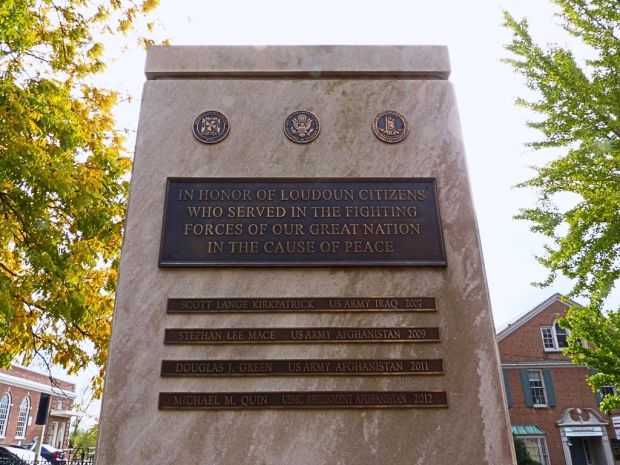 IN HONOR OF LOUDOUN CITIZENS
WHO SERVED IN THE FIGHTING
FORCES OF OUR GREAT NATION
IN THE CAUSE OF PEACE
SCOTT LANGE KIRKPATRICK US ARMY IRAQ 2007
STEPHAN LEE MACE US ARMY AFGHANISTAN 2009
DOUGLAS J. GREEN US ARMY AFGHANISTAN 2011
MICHAEL M. QUIN AFGHANISTAN 2012